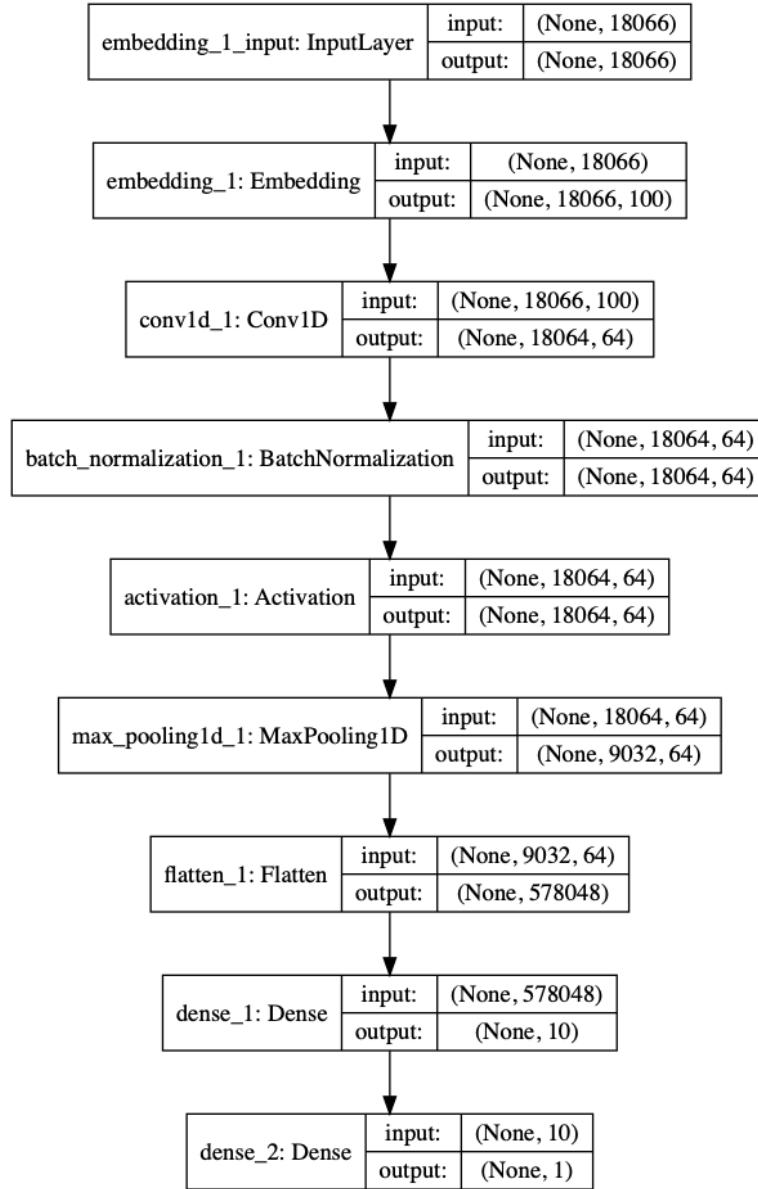 embedding_1_input: InputLayer
input: (None, 18066)
output: (None, 18066)
embedding_1: Embedding
input: (None, 18066)
output: (None, 18066, 100)
conv1d_1: Conv1D
input: (None, 18066, 100)
output: (None, 18064, 64)
batch_normalization_1: BatchNormalization
input: (None, 18064, 64)
output: (None, 18064, 64)
activation_1: Activation
input: (None, 18064, 64)
output: (None, 18064, 64)
max_pooling1d_1: MaxPooling1D
input: (None, 18064, 64)
output: (None, 9032, 64)
flatten_1: Flatten
input: (None, 9032, 64)
output: (None, 578048)
dense_1: Dense
input: (None, 578048)
output: (None, 10)
dense_2: Dense
input: (None, 10)
output: (None, 1)